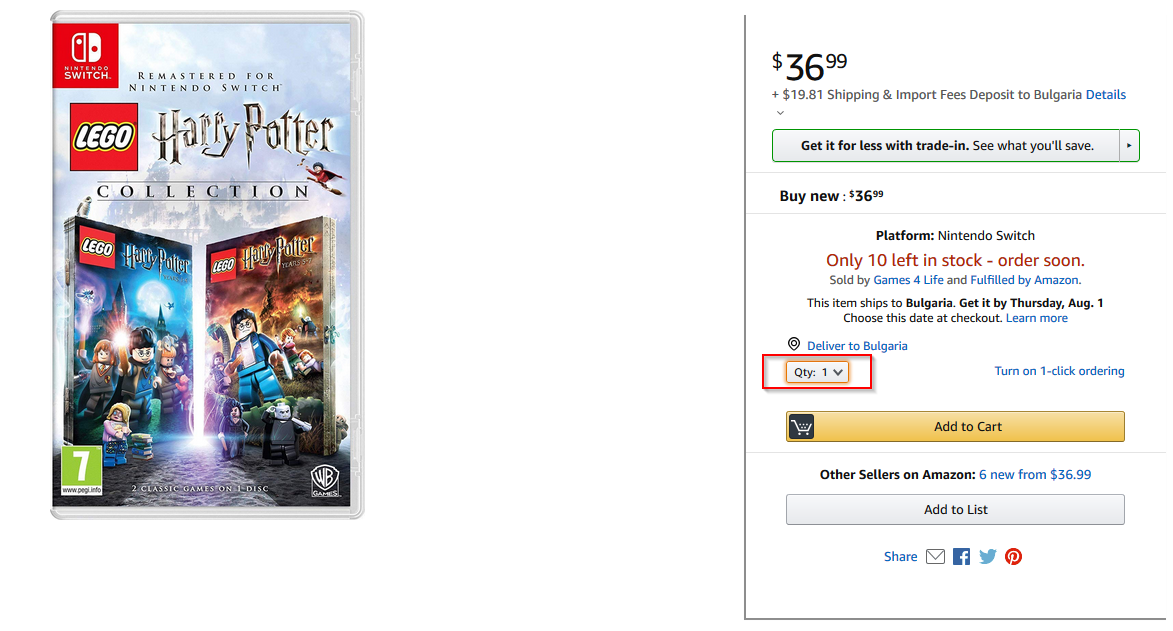 NINTENDO
SWITCH.
REMASTERED FOR
NINTENDO SWITCH™
LEGO
Harry Potter
COLLECTION
LEGO
Harry Potter
LEGO
Harry Potter
YEARS 5-7
7
www.pegi.info
2 CLASSIC GAMES ON 1 DISC
WB
GAMES
$3699
+ $19.81 Shipping & Import Fees Deposit to Bulgaria Details
Get it for less with trade-in. See what you'll save.
Buy new : $3699
Platform: Nintendo Switch
Only 10 left in stock - order soon.
Sold by Games 4 Life and Fulfilled by Amazon.
This item ships to Bulgaria. Get it by Thursday, Aug. 1
Choose this date at checkout. Learn more
Deliver to Bulgaria
Qty: 1
Turn on 1-click ordering
Add to Cart
Other Sellers on Amazon: 6 new from $36.99
Add to List
Share